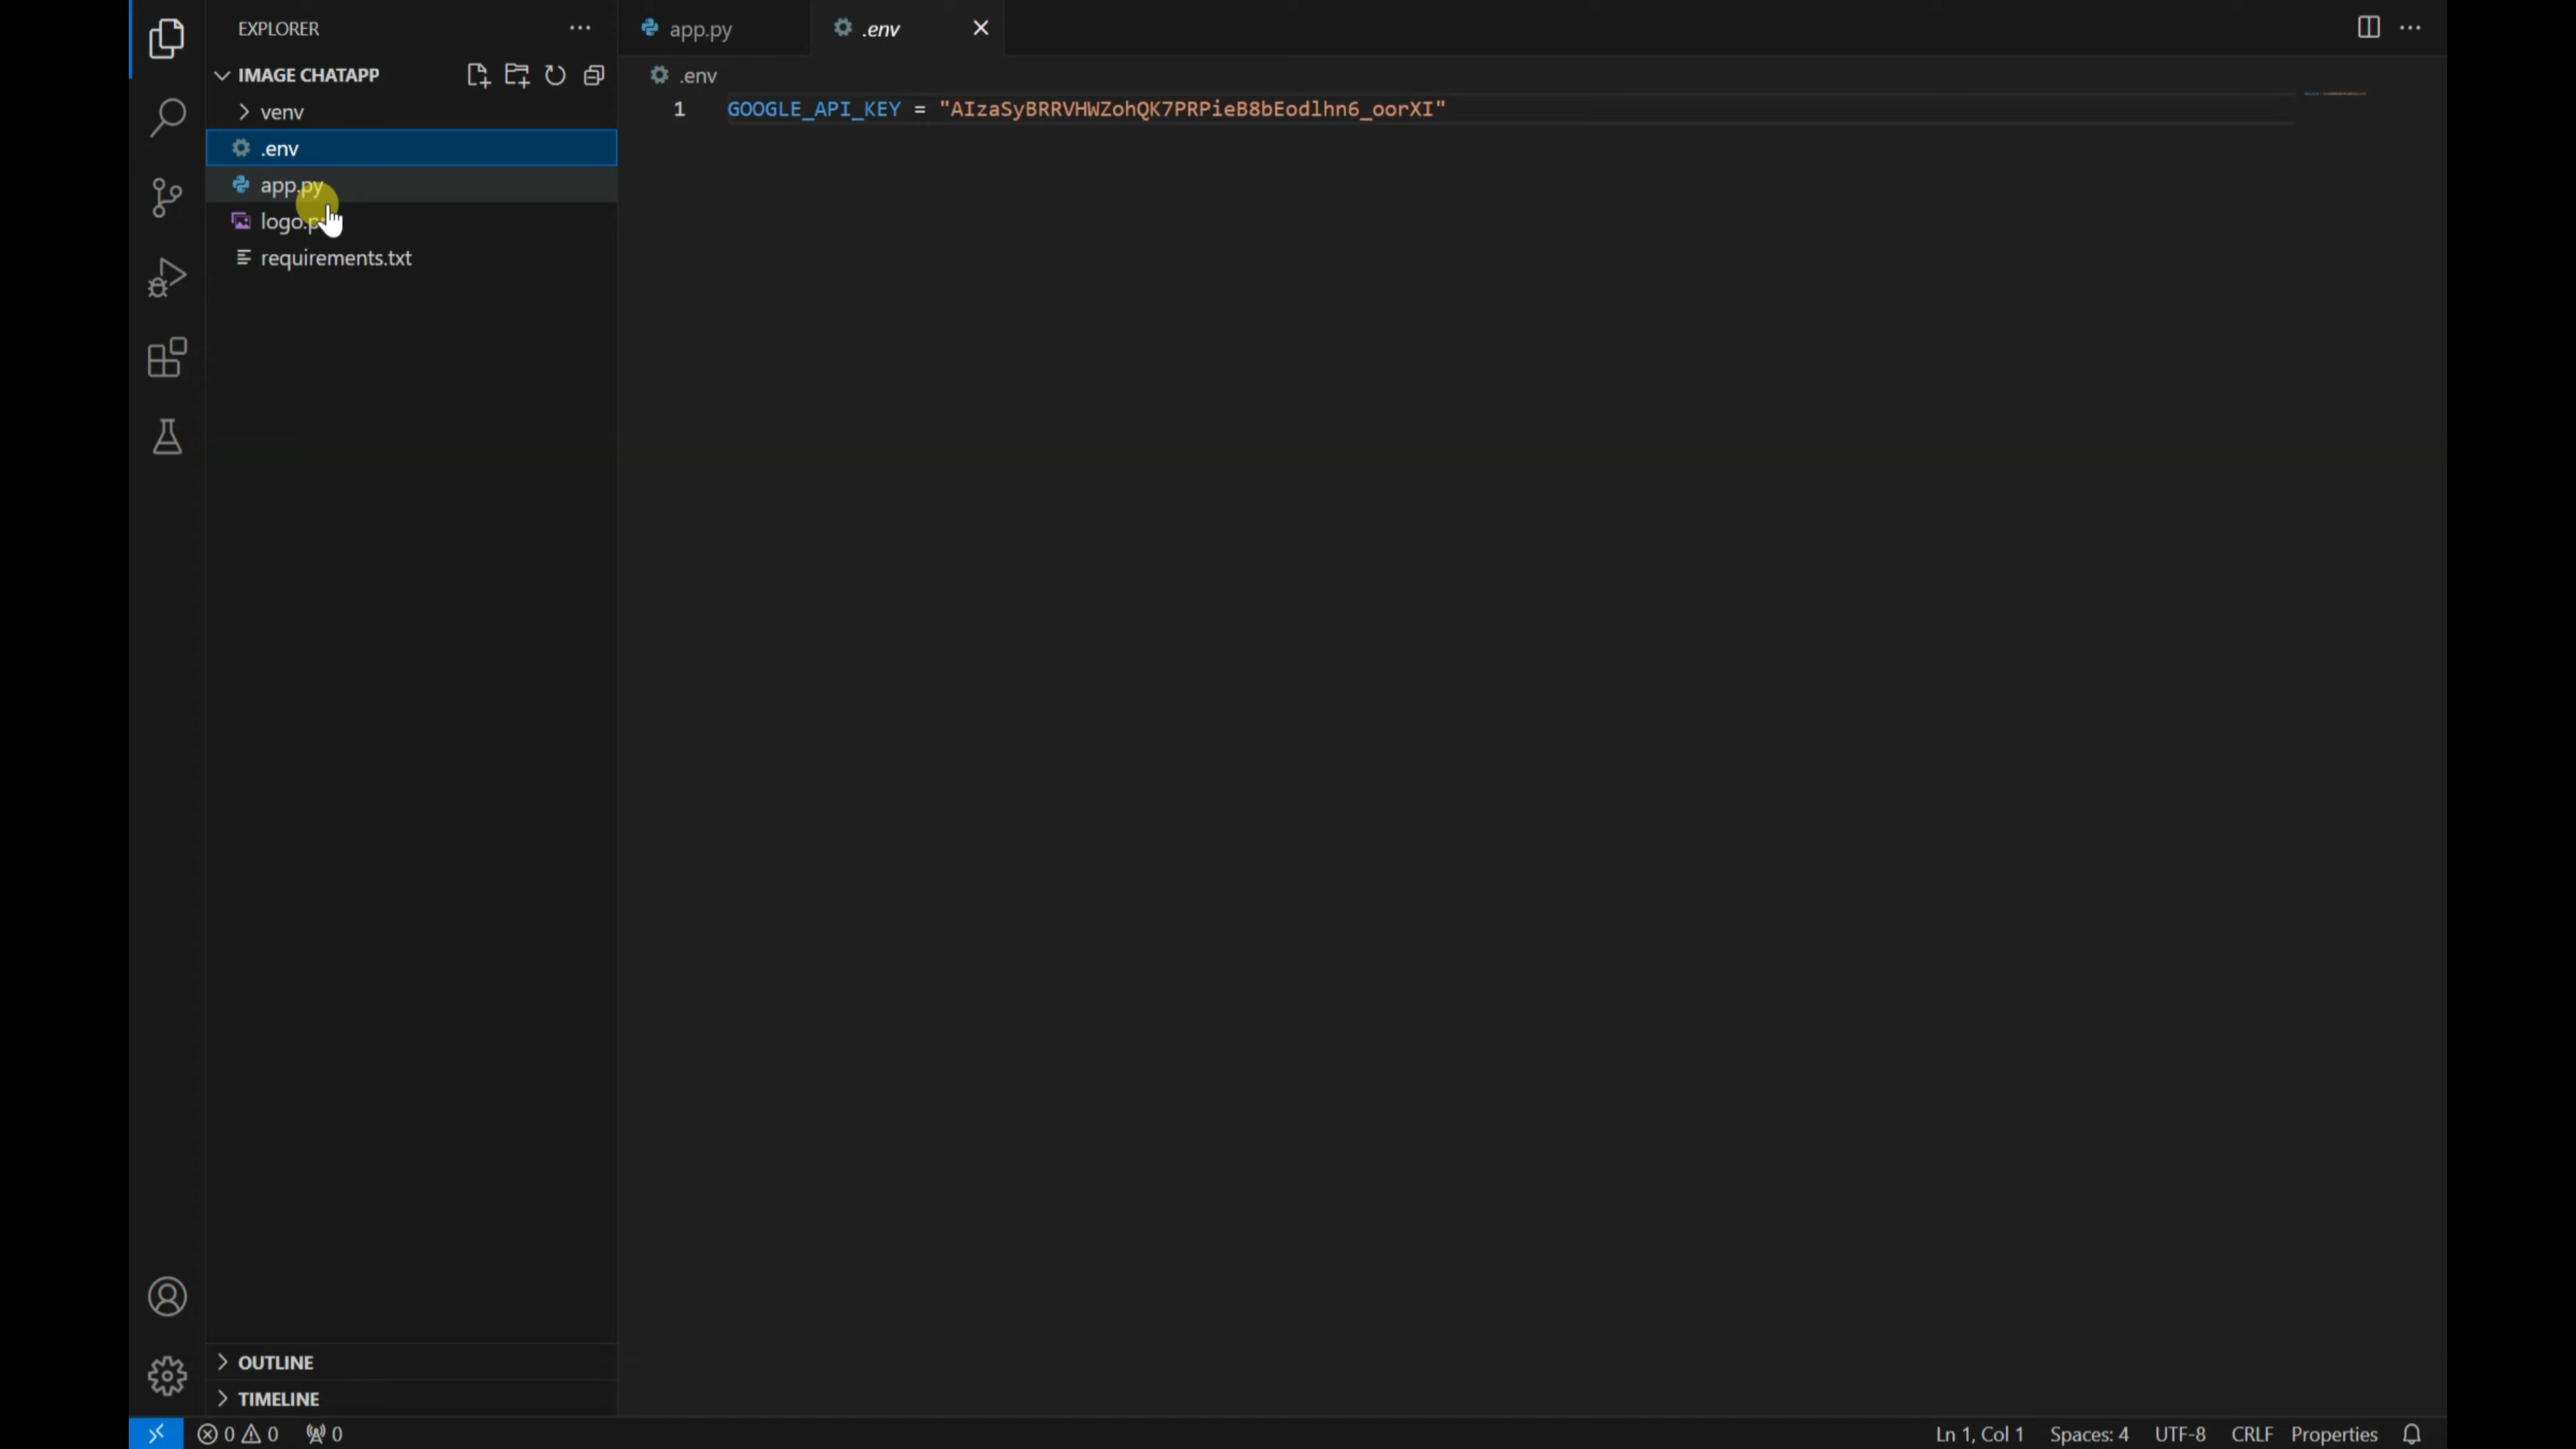 EXPLORER
IMAGE CHATAPP
venv
.env
app.py
requirements.txt
OUTLINE
TIMELINE
app.py
.env
.env
1 GOOGLE_API_KEY = "AIzaSyBRRVHWZohQK7PRPieB8bEodlhn6_oorXI"
0 0 0
Ln 1, Col 1 Spaces: 4 UTF-8 CRLF Properties